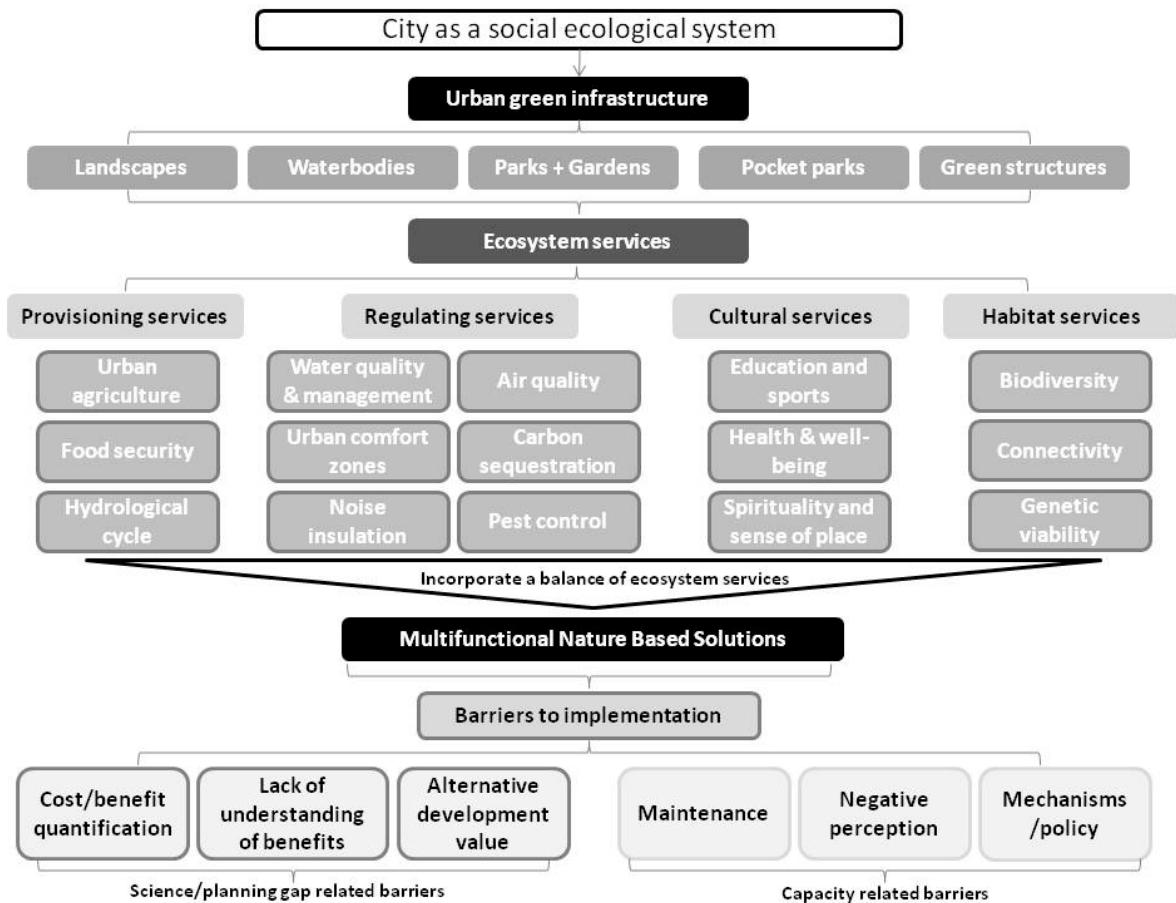 City as a social ecological system
Urban green infrastructure
Landscapes
Waterbodies
Parks + Gardens
Pocket parks
Green structures
Ecosystem services
Provisioning services
Regulating services
Cultural services
Habitat services
Urban
agriculture
Water quality
& management
Air quality
Education and
sports
Biodiversity
Food security
Urban comfort
zones
Carbon
sequestration
Health & well-
being
Connectivity
Hydrological
cycle
Noise
insulation
Pest control
Spirituality and
sense of place
Genetic
viability
Incorporate a balance of ecosystem services
Multifunctional Nature Based Solutions
Barriers to implementation
Cost/benefit
quantification
Lack of
understanding
of benefits
Alternative
development
value
Maintenance
Negative
perception
Mechanisms
/policy
Science/planning gap related barriers
Capacity related barriers